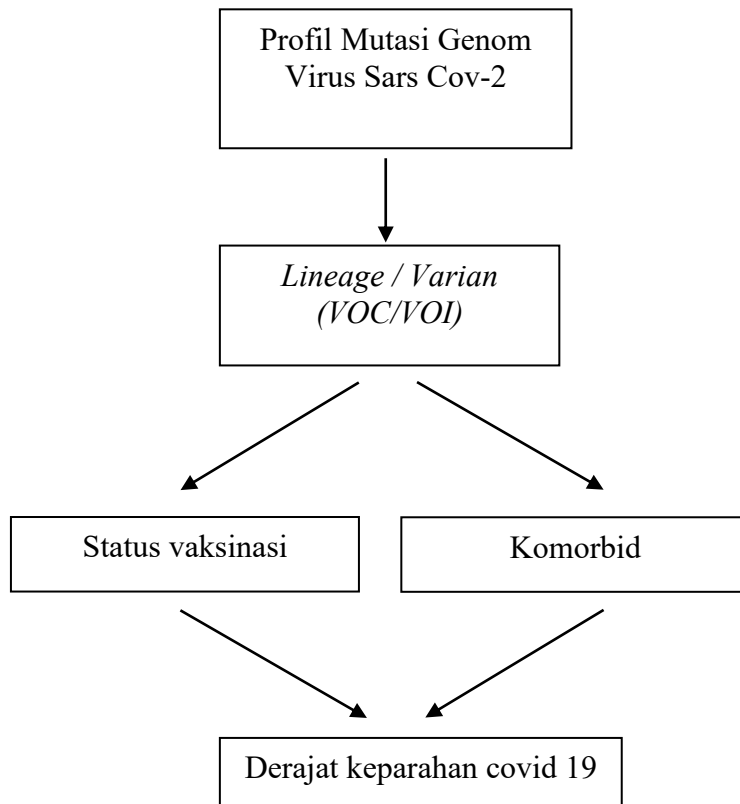 Profil Mutasi Genom
Virus Sars Cov-2
Lineage / Varian
(VOC/VOI)
Status vaksinasi
Komorbid
Derajat keparahan covid 19